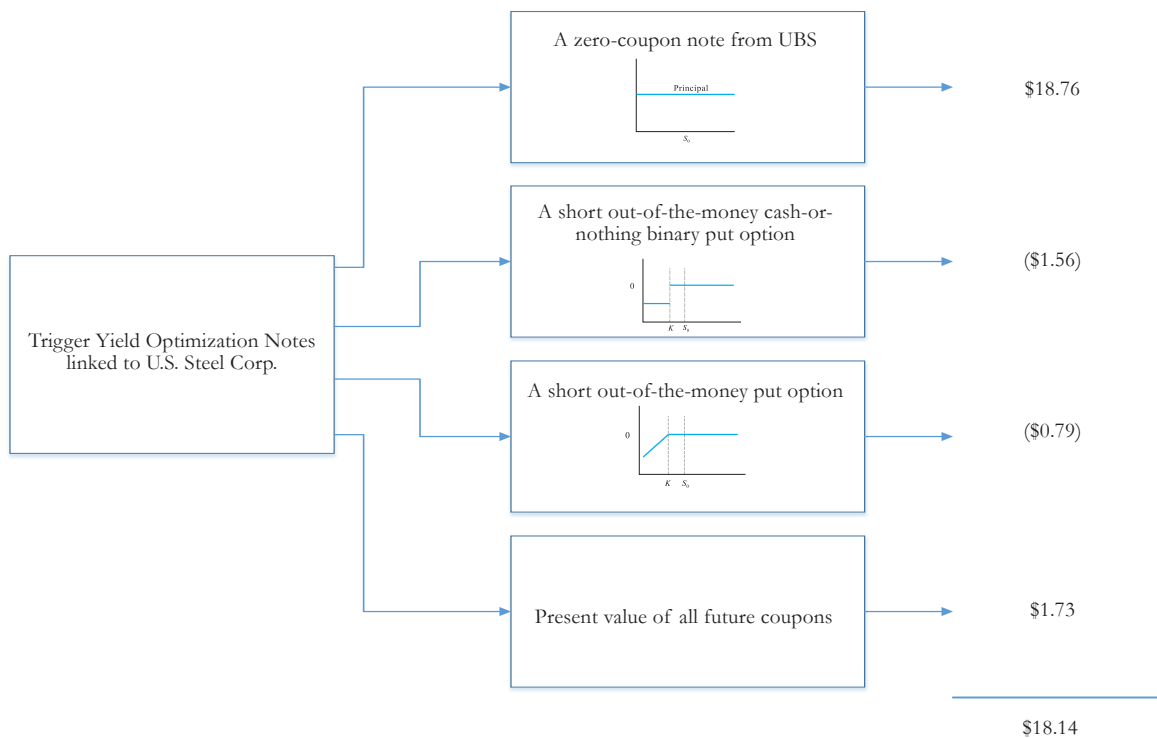 Trigger Yield Optimization Notes
linked to U.S. Steel Corp.
A zero-coupon note from UBS
Principal
S₀
$18.76
A short out-of-the-money cash-or-
nothing binary put option
0
K S₀
($1.56)
A short out-of-the-money put option
0
K S₀
($0.79)
Present value of all future coupons
$1.73
$18.14